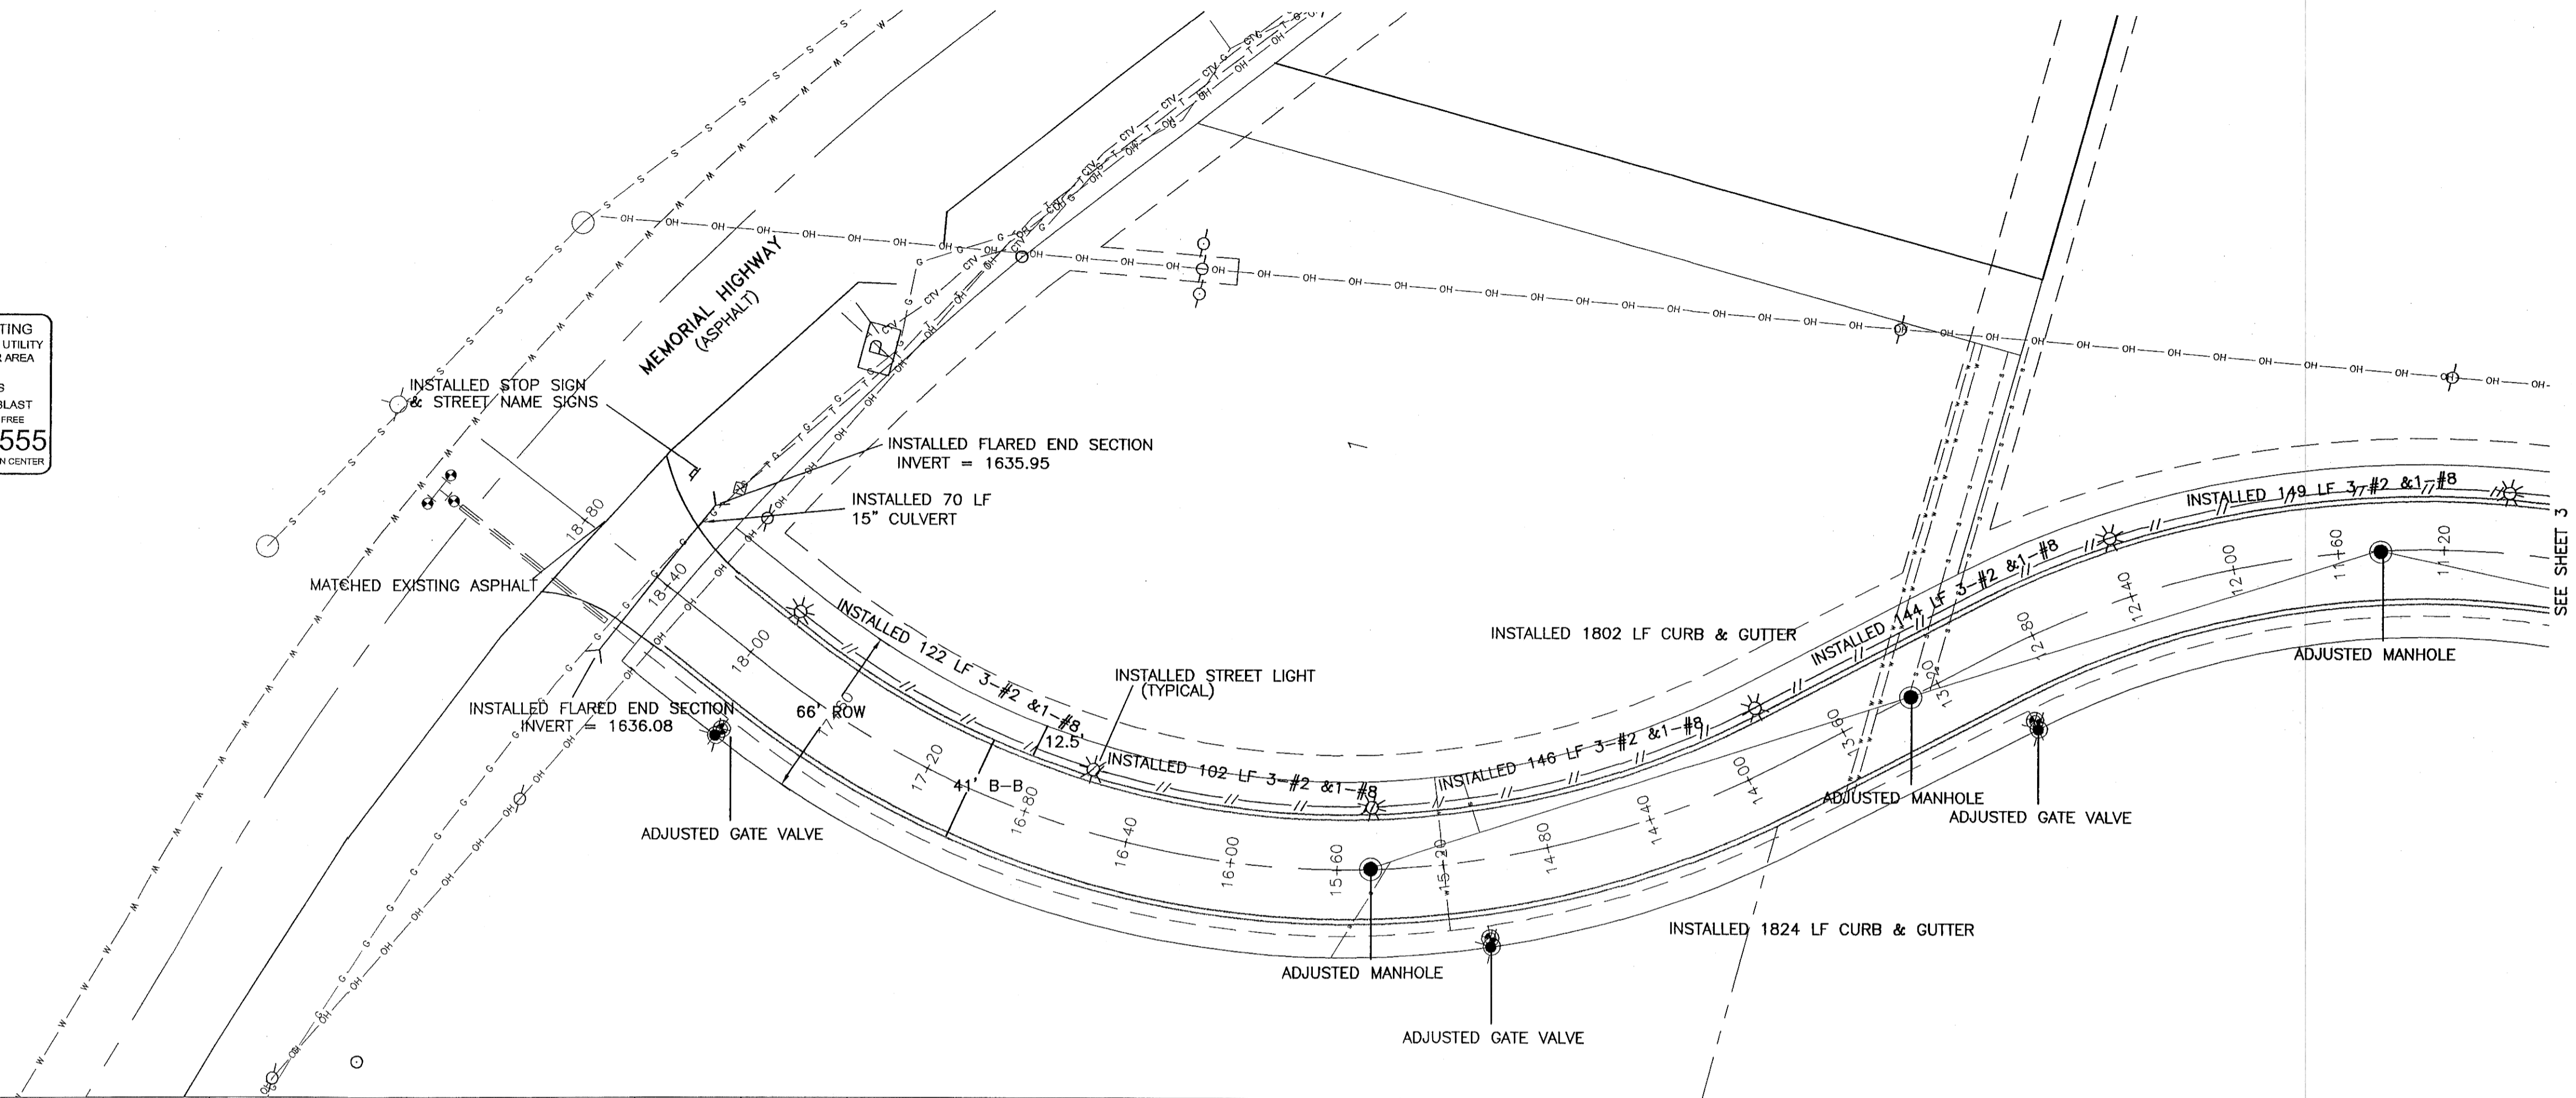 TING
UTILITY
AREA
S
BLAST
FREE
555
N CENTER
MEMORIAL HIGHWAY
(ASPHALT)
INSTALLED STOP SIGN
& STREET NAME SIGNS
INSTALLED FLARED END SECTION
INVERT = 1635.95
INSTALLED 70 LF
15" CULVERT
MATCHED EXISTING ASPHALT
INSTALLED FLARED END SECTION
INVERT = 1636.08
ADJUSTED GATE VALVE
66' ROW
41' B-B
12.5'
INSTALLED STREET LIGHT
(TYPICAL)
1
INSTALLED 122 LF 3-#2 &1-#8
INSTALLED 102 LF 3-#2 &1-#8
INSTALLED 146 LF 3-#2 &1-#8
INSTALLED 144 LF 3-#2 &1-#8
INSTALLED 149 LF 3-#2 &1-#8
INSTALLED 1802 LF CURB & GUTTER
INSTALLED 1824 LF CURB & GUTTER
18+80
18+40
18+00
17+20
16+80
16+40
16+00
15+60
15+20
14+80
14+40
14+00
13+60
13+20
12+80
12+40
12+00
11+60
11+20
ADJUSTED MANHOLE
ADJUSTED GATE VALVE
ADJUSTED MANHOLE
ADJUSTED GATE VALVE
ADJUSTED MANHOLE
SEE SHEET 3